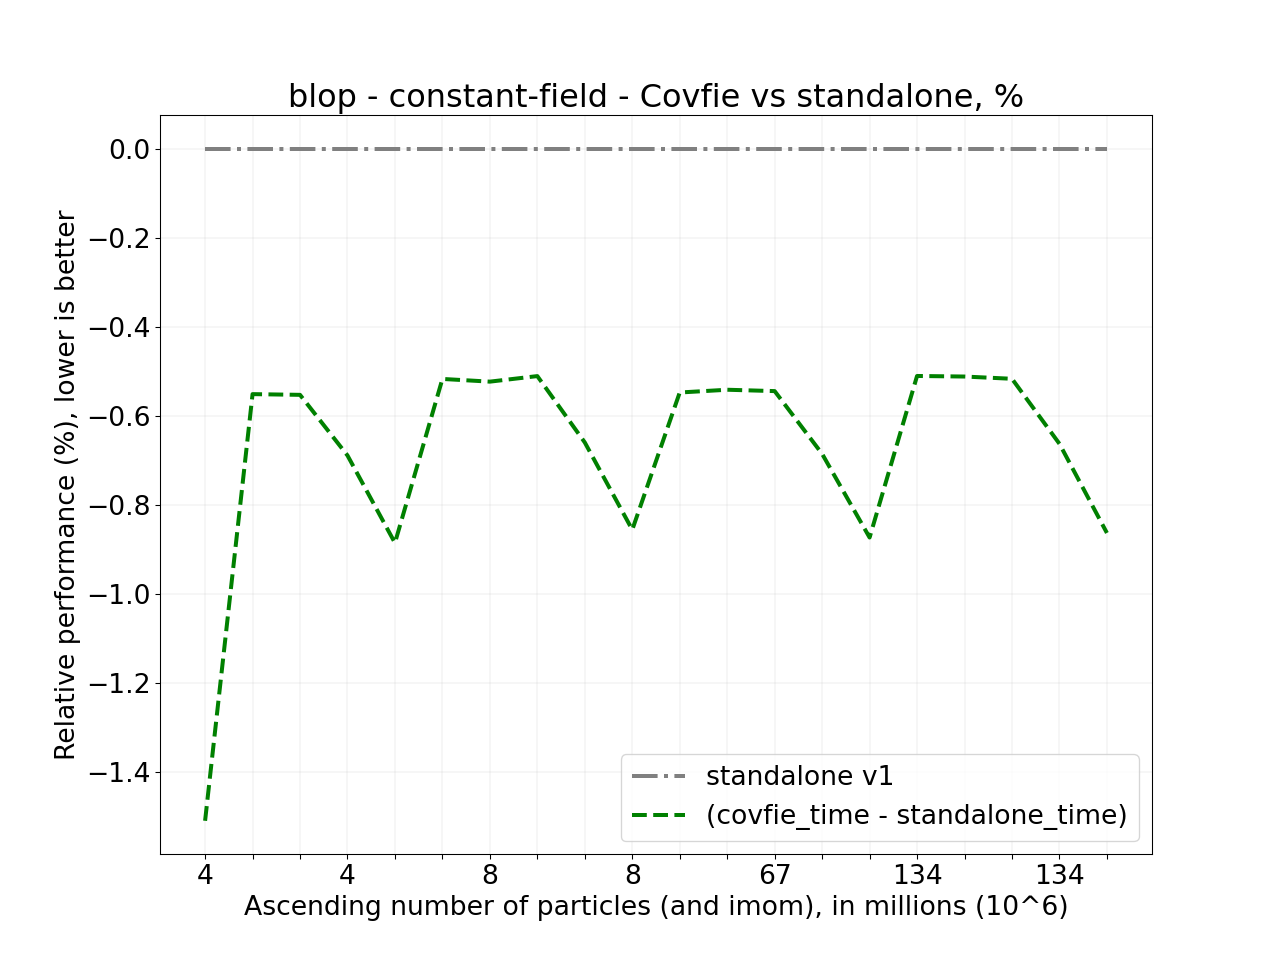 blop - constant-field - Covfie vs standalone, %
Relative performance (%), lower is better
0.0
−0.2
−0.4
−0.6
−0.8
−1.0
−1.2
−1.4
standalone v1
(covfie_time - standalone_time)
4 4 8 8 67 134 134
Ascending number of particles (and imom), in millions (10^6)